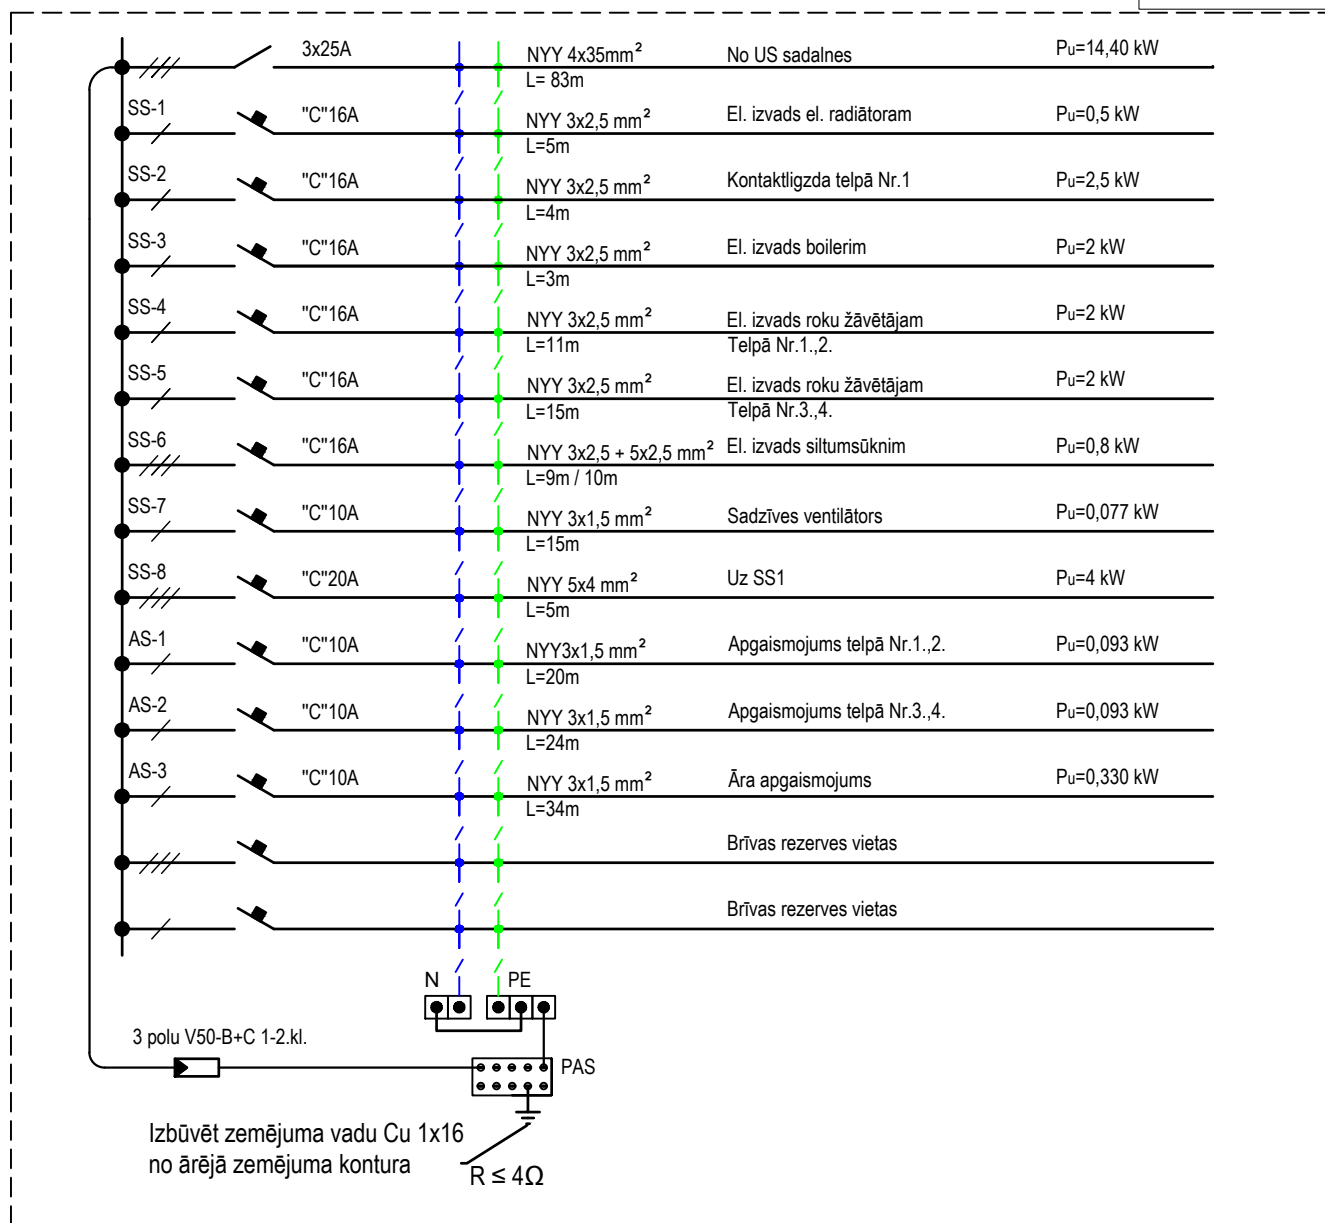 3x25A NYY 4x35mm² No US sadalnes Pu=14,40 kW
L= 83m
SS-1 "C"16A NYY 3x2,5 mm² El. izvads el. radiātoram Pu=0,5 kW
L=5m
SS-2 "C"16A NYY 3x2,5 mm² Kontaktligzda telpā Nr.1 Pu=2,5 kW
L=4m
SS-3 "C"16A NYY 3x2,5 mm² El. izvads boilerim Pu=2 kW
L=3m
SS-4 "C"16A NYY 3x2,5 mm² El. izvads roku žāvētājam Pu=2 kW
L=11m Telpā Nr.1.,2.
SS-5 "C"16A NYY 3x2,5 mm² El. izvads roku žāvētājam Pu=2 kW
L=15m Telpā Nr.3.,4.
SS-6 "C"16A NYY 3x2,5 + 5x2,5 mm² El. izvads siltumsūknim Pu=0,8 kW
L=9m / 10m
SS-7 "C"10A NYY 3x1,5 mm² Sadzīves ventilātors Pu=0,077 kW
L=15m
SS-8 "C"20A NYY 5x4 mm² Uz SS1 Pu=4 kW
L=5m
AS-1 "C"10A NYY3x1,5 mm² Apgaismojums telpā Nr.1.,2. Pu=0,093 kW
L=20m
AS-2 "C"10A NYY 3x1,5 mm² Apgaismojums telpā Nr.3.,4. Pu=0,093 kW
L=24m
AS-3 "C"10A NYY 3x1,5 mm² Āra apgaismojums Pu=0,330 kW
L=34m
Brīvas rezerves vietas
Brīvas rezerves vietas
N PE
3 polu V50-B+C 1-2.kl.
PAS
Izbūvēt zemējuma vadu Cu 1x16
no ārējā zemējuma kontura
R ≤ 4Ω